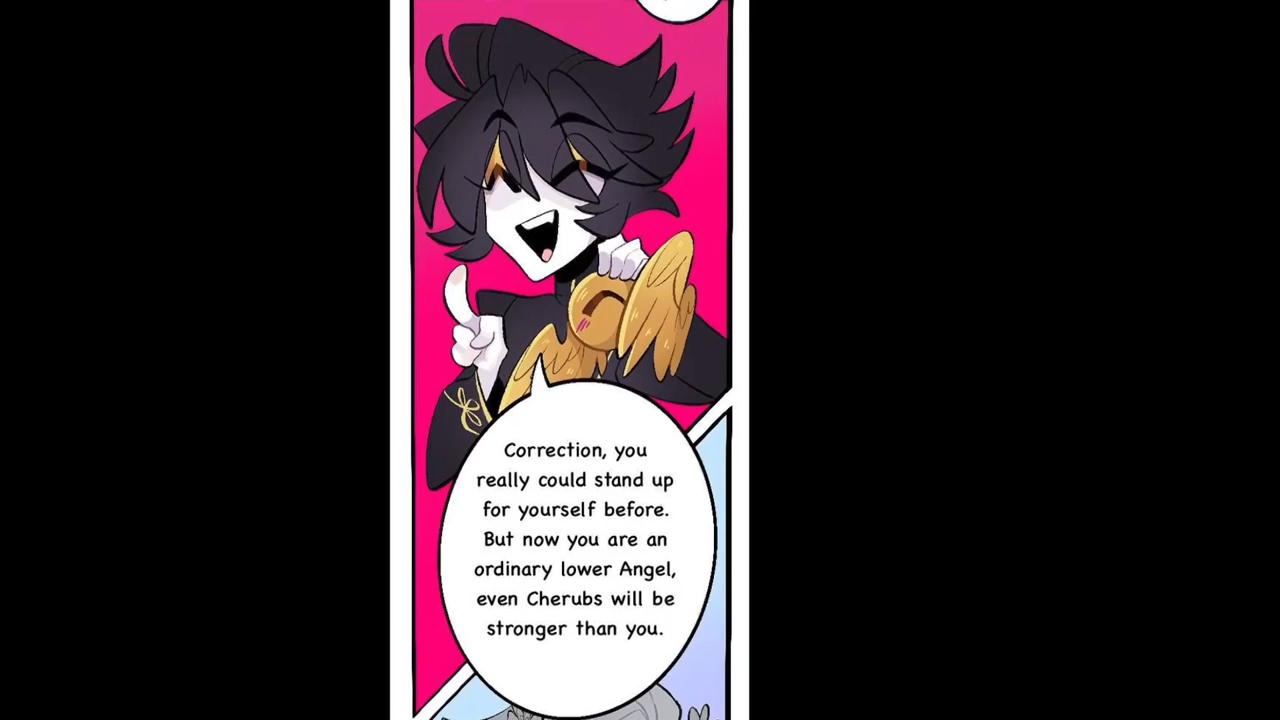 Correction, you
really could stand up
for yourself before.
But now you are an
ordinary lower Angel,
even Cherubs will be
stronger than you.